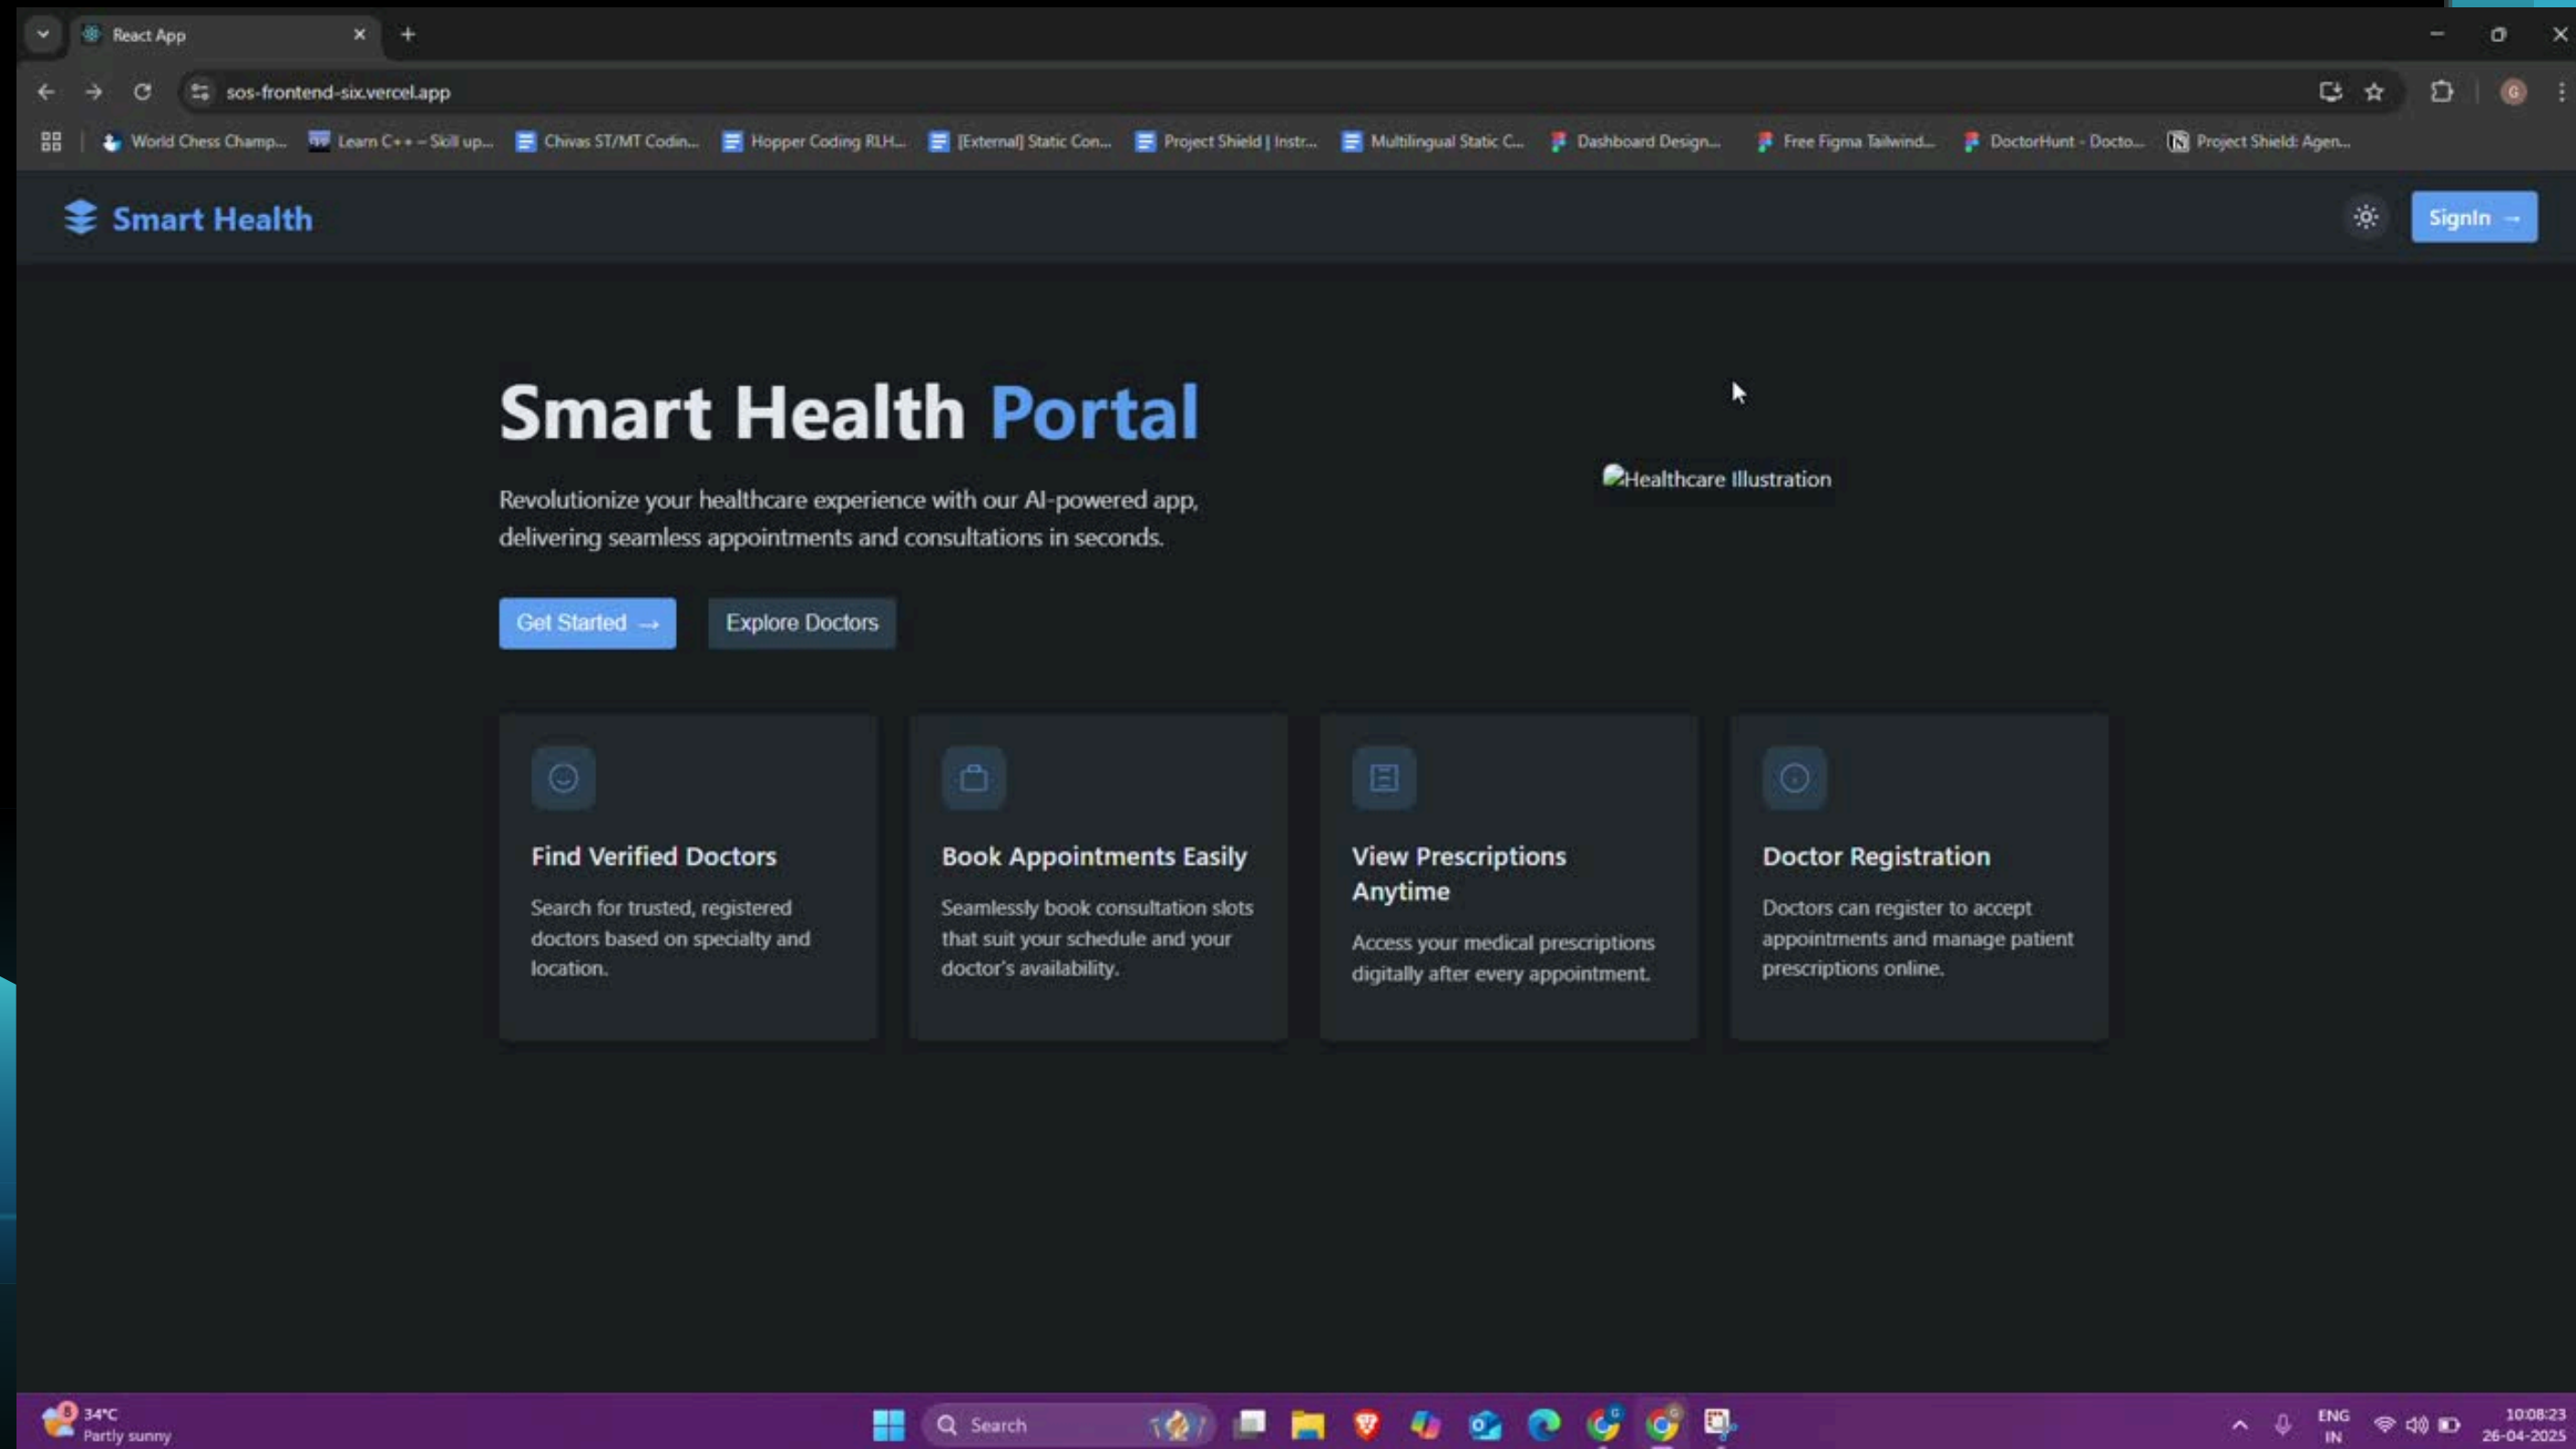 React App
sos-frontend-six.vercel.app
G
World Chess Champ...
Learn C++ – Skill up...
Chivas ST/MT Codin...
Hopper Coding RLH...
[External] Static Con...
Project Shield | Instr...
Multilingual Static C...
Dashboard Design...
Free Figma Tailwind...
DoctorHunt - Docto...
Project Shield: Agen...
Smart Health
SignIn →
Smart Health Portal
Revolutionize your healthcare experience with our AI-powered app,
delivering seamless appointments and consultations in seconds.
Healthcare Illustration
Get Started →
Explore Doctors
Find Verified Doctors
Search for trusted, registered
doctors based on specialty and
location.
Book Appointments Easily
Seamlessly book consultation slots
that suit your schedule and your
doctor's availability.
View Prescriptions
Anytime
Access your medical prescriptions
digitally after every appointment.
Doctor Registration
Doctors can register to accept
appointments and manage patient
prescriptions online.
8
34°C
Partly sunny
Search
G
G
ENG
IN
10:08:23
26-04-2025